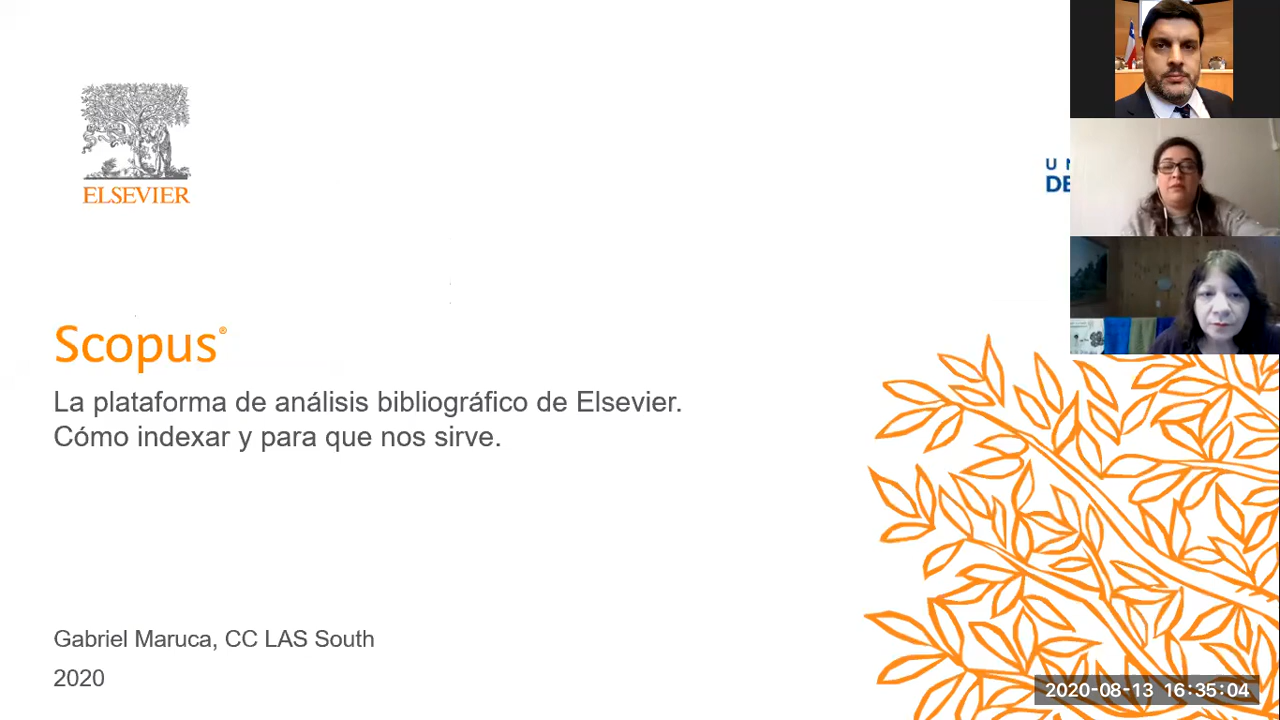 ELSEVIER
U N
DE
Scopus®
La plataforma de análisis bibliográfico de Elsevier.
Cómo indexar y para que nos sirve.
Gabriel Maruca, CC LAS South
2020
2020-08-13 16:35:04